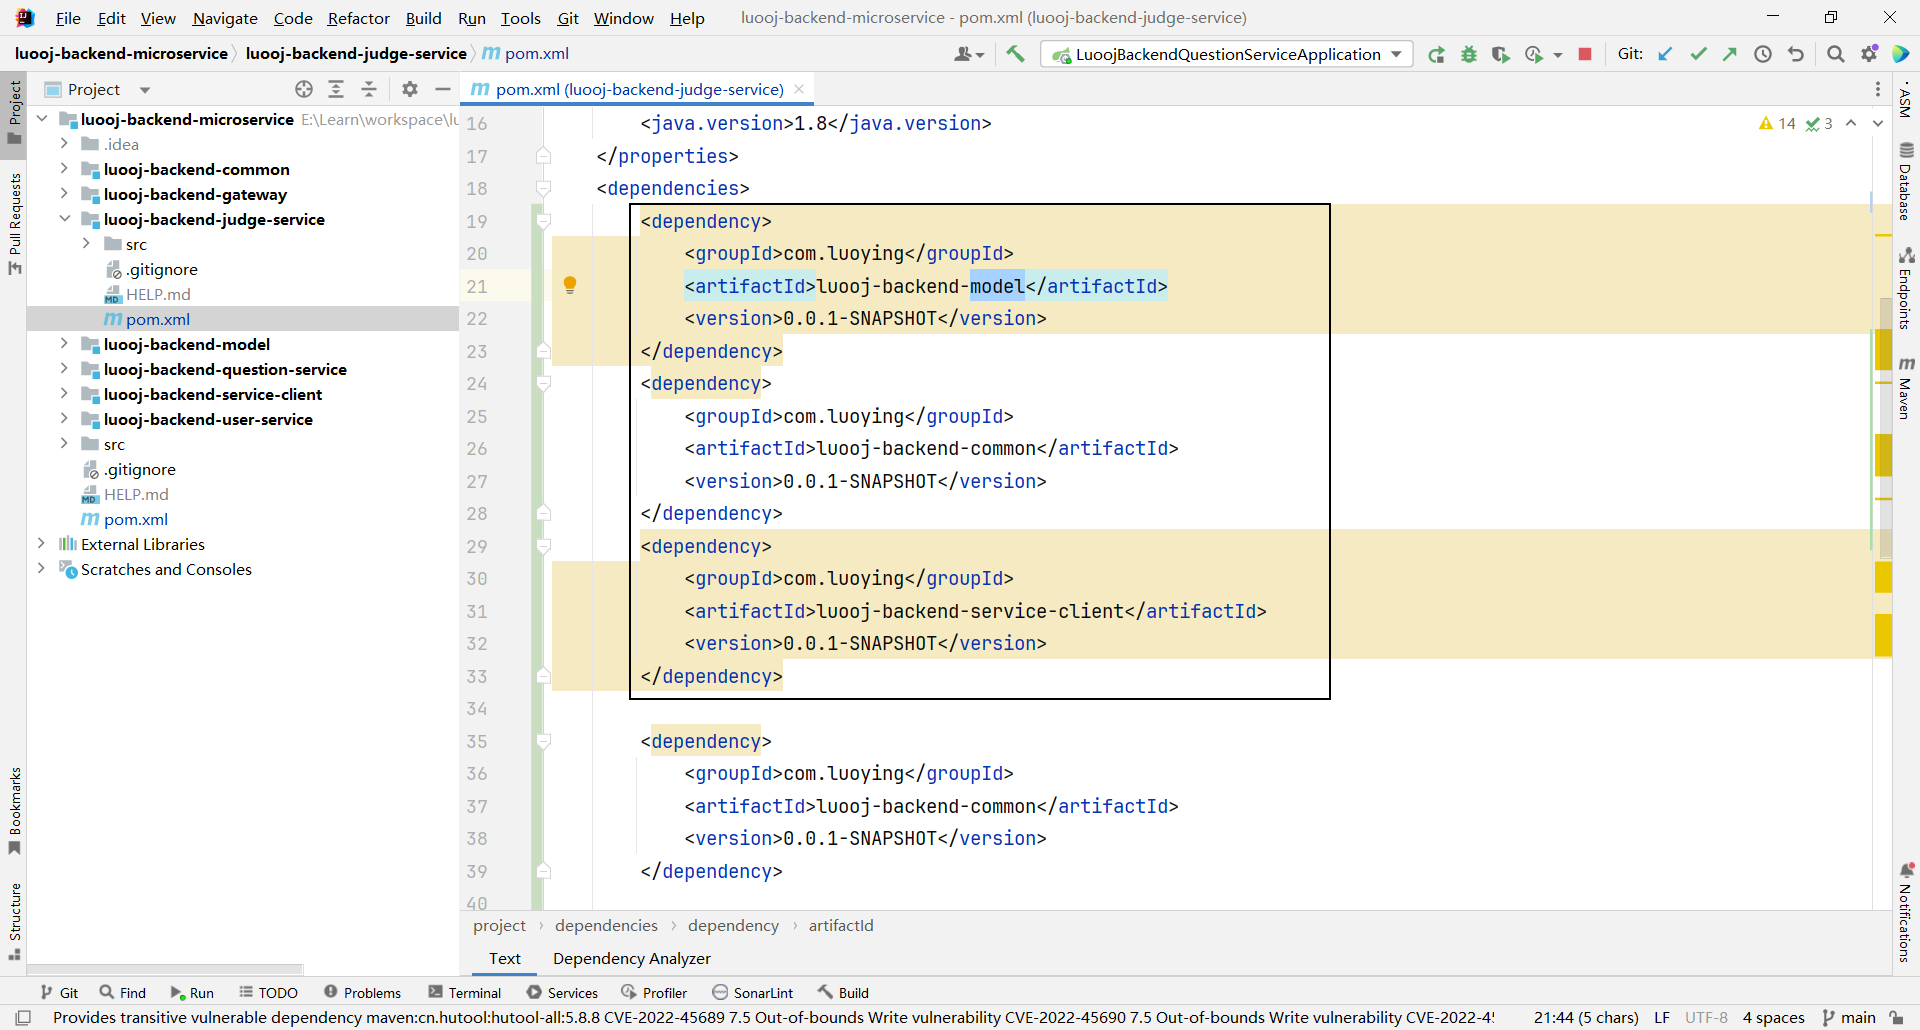 File Edit View Navigate Code Refactor Build Run Tools Git Window Help luooj-backend-microservice - pom.xml (luooj-backend-judge-service)
luooj-backend-microservice luooj-backend-judge-service m pom.xml LuoojBackendQuestionServiceApplication Git:
Project
Pull Requests
Bookmarks
Structure
Project
luooj-backend-microservice E:\Learn\workspace\lu
.idea
luooj-backend-common
luooj-backend-gateway
luooj-backend-judge-service
src
.gitignore
HELP.md
pom.xml
luooj-backend-model
luooj-backend-question-service
luooj-backend-service-client
luooj-backend-user-service
src
.gitignore
HELP.md
pom.xml
External Libraries
Scratches and Consoles
m pom.xml (luooj-backend-judge-service)
14 3
16 <java.version>1.8</java.version>
17 </properties>
18 <dependencies>
19 <dependency>
20 <groupId>com.luoying</groupId>
21 <artifactId>luooj-backend-model</artifactId>
22 <version>0.0.1-SNAPSHOT</version>
23 </dependency>
24 <dependency>
25 <groupId>com.luoying</groupId>
26 <artifactId>luooj-backend-common</artifactId>
27 <version>0.0.1-SNAPSHOT</version>
28 </dependency>
29 <dependency>
30 <groupId>com.luoying</groupId>
31 <artifactId>luooj-backend-service-client</artifactId>
32 <version>0.0.1-SNAPSHOT</version>
33 </dependency>
34
35 <dependency>
36 <groupId>com.luoying</groupId>
37 <artifactId>luooj-backend-common</artifactId>
38 <version>0.0.1-SNAPSHOT</version>
39 </dependency>
40
project dependencies dependency artifactId
Text Dependency Analyzer
ASM
Database
Endpoints
Maven
Notifications
Git Find Run TODO Problems Terminal Services Profiler SonarLint Build
Provides transitive vulnerable dependency maven:cn.hutool:hutool-all:5.8.8 CVE-2022-45689 7.5 Out-of-bounds Write vulnerability CVE-2022-45690 7.5 Out-of-bounds Write vulnerability CVE-2022-45 21:44 (5 chars) LF UTF-8 4 spaces main